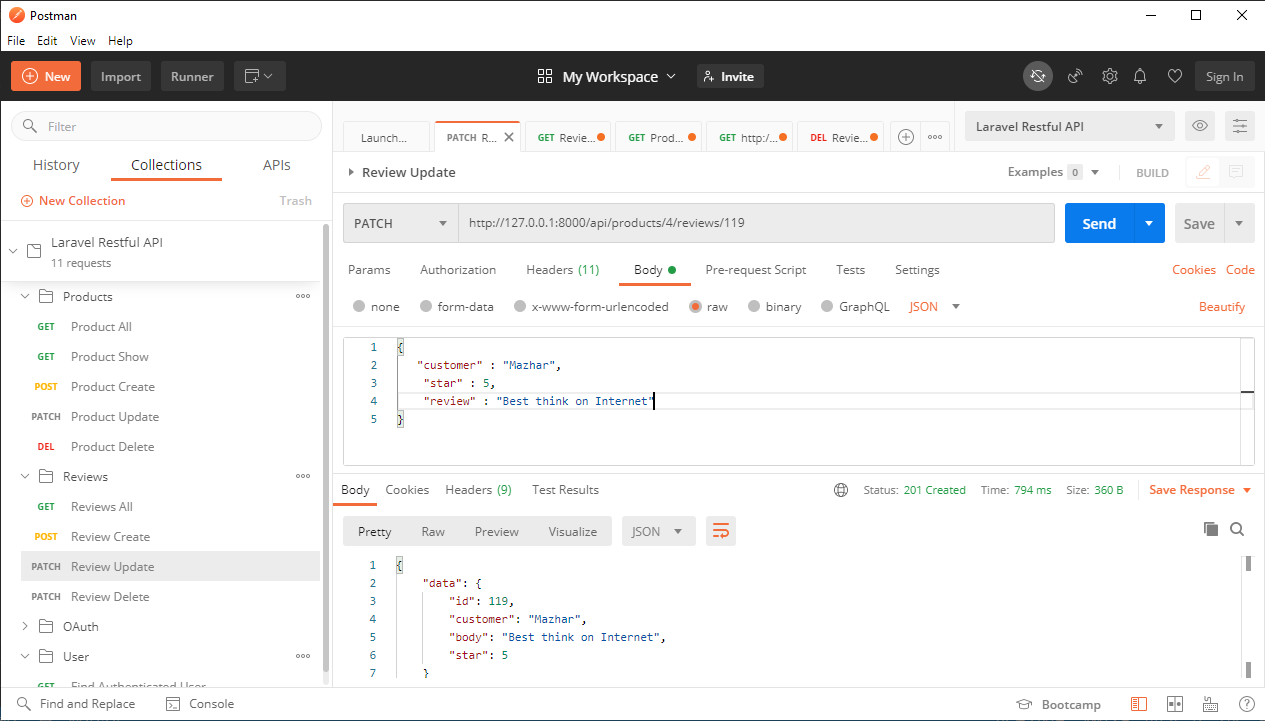 Postman
File Edit View Help
New Import Runner My Workspace Invite Sign In
Filter
History Collections APIs
New Collection Trash
Laravel Restful API
11 requests
Products
GET Product All
GET Product Show
POST Product Create
PATCH Product Update
DEL Product Delete
Reviews
GET Reviews All
POST Review Create
PATCH Review Update
PATCH Review Delete
OAuth
User
GET Find Authenticated User
Find and Replace Console
Launch... PATCH R... GET Revie... GET Prod... GET http:/... DEL Revie...
Laravel Restful API
Review Update Examples 0 BUILD
PATCH http://127.0.0.1:8000/api/products/4/reviews/119 Send Save
Params Authorization Headers (11) Body Pre-request Script Tests Settings Cookies Code
none form-data x-www-form-urlencoded raw binary GraphQL JSON Beautify
1 {
2 "customer" : "Mazhar",
3 "star" : 5,
4 "review" : "Best think on Internet"
5 }
Body Cookies Headers (9) Test Results Status: 201 Created Time: 794 ms Size: 360 B Save Response
Pretty Raw Preview Visualize JSON
1 {
2 "data": {
3 "id": 119,
4 "customer": "Mazhar",
5 "body": "Best think on Internet",
6 "star": 5
7 }
Bootcamp